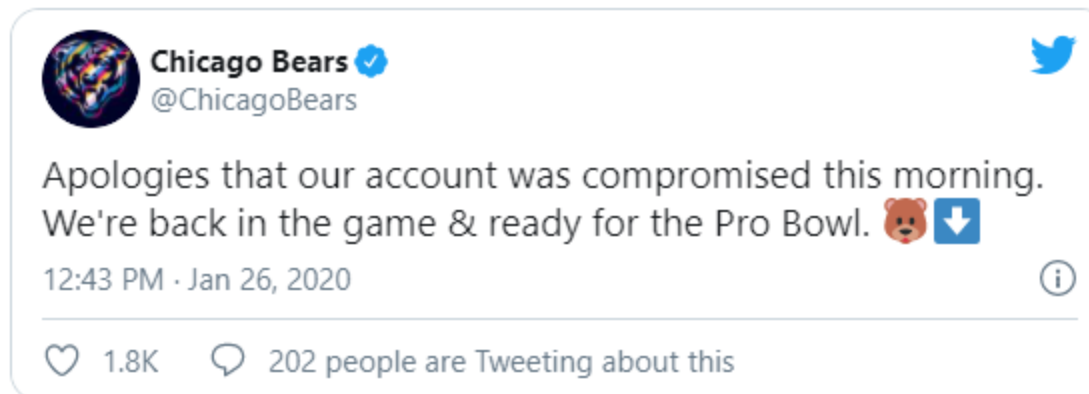 Chicago Bears
@ChicagoBears
Apologies that our account was compromised this morning.
We're back in the game & ready for the Pro Bowl. 🐻⬇️
12:43 PM · Jan 26, 2020
1.8K 202 people are Tweeting about this